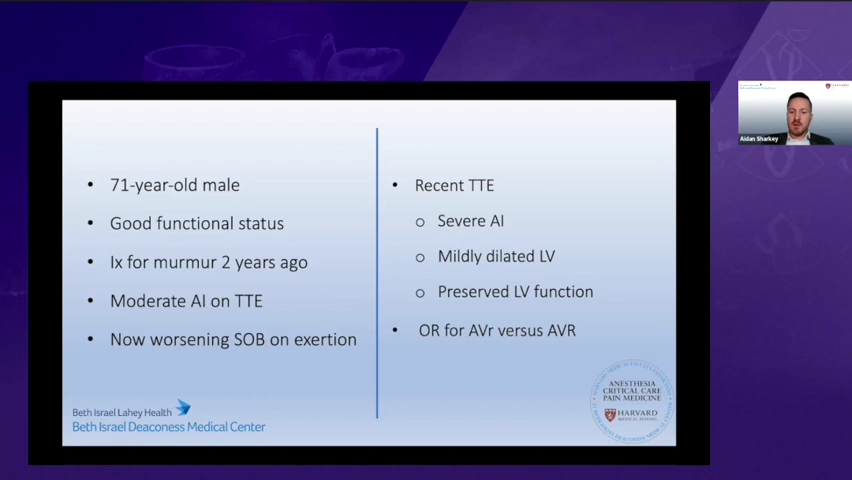 71-year-old male
Good functional status
Ix for murmur 2 years ago
Moderate AI on TTE
Now worsening SOB on exertion
Recent TTE
Severe AI
Mildly dilated LV
Preserved LV function
OR for AVr versus AVR
Beth Israel Lahey Health
Beth Israel Deaconess Medical Center
ANESTHESIA
CRITICAL CARE
PAIN MEDICINE
HARVARD
MEDICAL SCHOOL
Aidan Sharkey